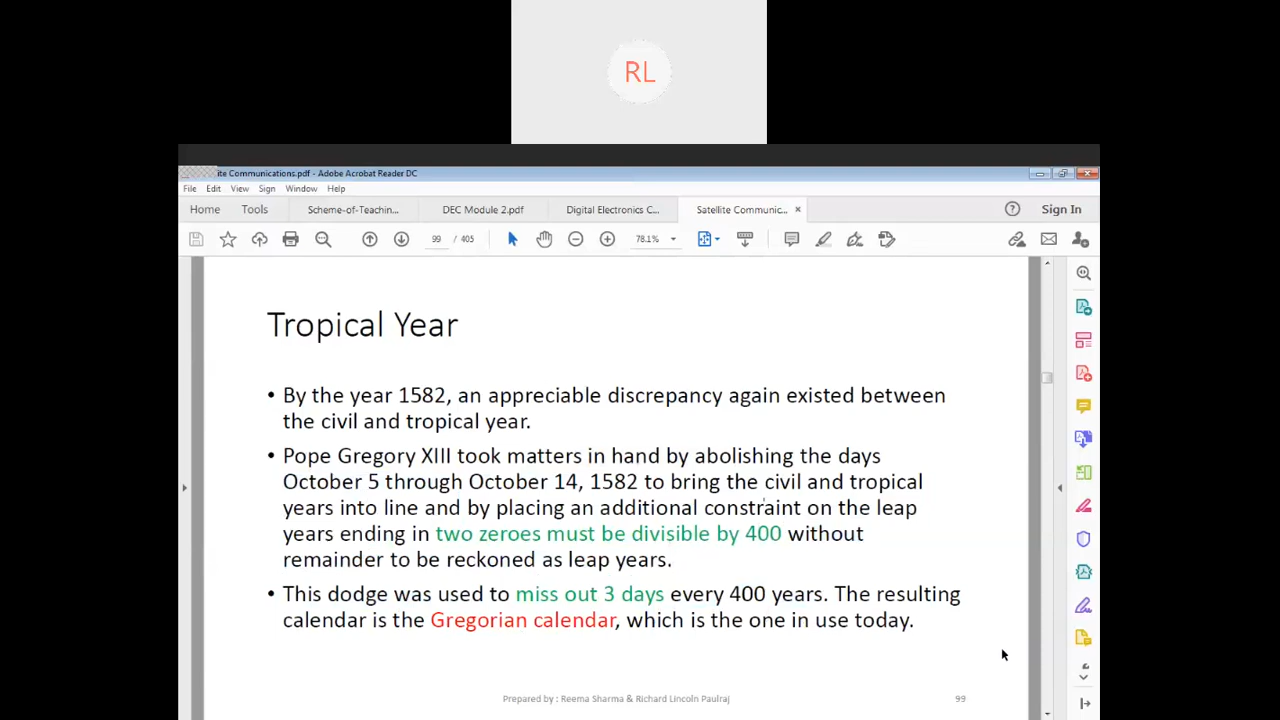 RL
ite Communications.pdf - Adobe Acrobat Reader DC
File Edit View Sign Window Help
Home Tools Scheme-of-Teachin... DEC Module 2.pdf Digital Electronics C... Satellite Communic... × Sign In
99 / 405 78.1%
Tropical Year
• By the year 1582, an appreciable discrepancy again existed between
the civil and tropical year.
• Pope Gregory XIII took matters in hand by abolishing the days
October 5 through October 14, 1582 to bring the civil and tropical
years into line and by placing an additional constraint on the leap
years ending in two zeroes must be divisible by 400 without
remainder to be reckoned as leap years.
• This dodge was used to miss out 3 days every 400 years. The resulting
calendar is the Gregorian calendar, which is the one in use today.
Prepared by : Reema Sharma & Richard Lincoln Paulraj 99